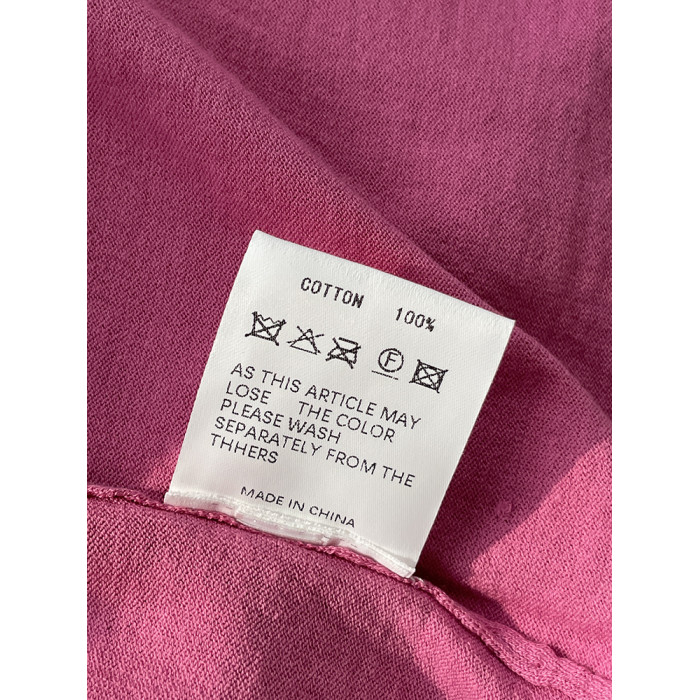 COTTON 100%
F
AS THIS ARTICLE MAY
LOSE THE COLOR
PLEASE WASH
SEPARATELY FROM THE
THHERS
MADE IN CHINA